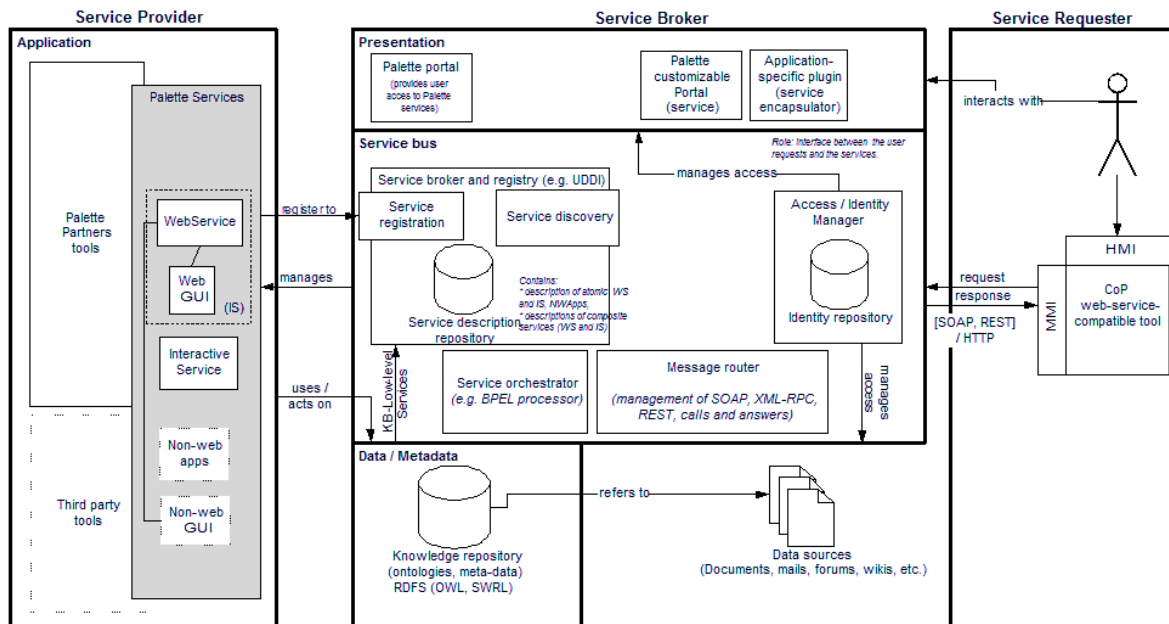 Service Provider
Service Broker
Service Requester
Application
Palette Services
Palette
Partners
tools
WebService
Web
GUI
(IS)
Interactive
Service
Non-web
apps
Non-web
GUI
Third party
tools
register to
manages
uses /
acts on
Presentation
Palette portal
(provides user
acces to Palette
services)
Palette
customizable
Portal
(service)
Application-
specific plugin
(service
encapsulator)
Service bus
Role: Interface between the user
requests and the services.
manages access
Service broker and registry (e.g. UDDI)
Service
registration
Service discovery
Contains:
* description of atomic WS
and IS, NWApps,
* descriptions of composite
services (WS and IS)
Service description
repository
Access / Identity
Manager
Identity repository
KB-Low-level
Services
Service orchestrator
(e.g. BPEL processor)
Message router
(management of SOAP, XML-RPC,
REST, calls and answers)
manages
access
Data / Metadata
Knowledge repository
(ontologies, meta-data)
RDFS (OWL, SWRL)
refers to
Data sources
(Documents, mails, forums, wikis, etc.)
interacts with
request
response
[SOAP, REST]
/ HTTP
HMI
MMI
CoP
web-service-
compatible tool